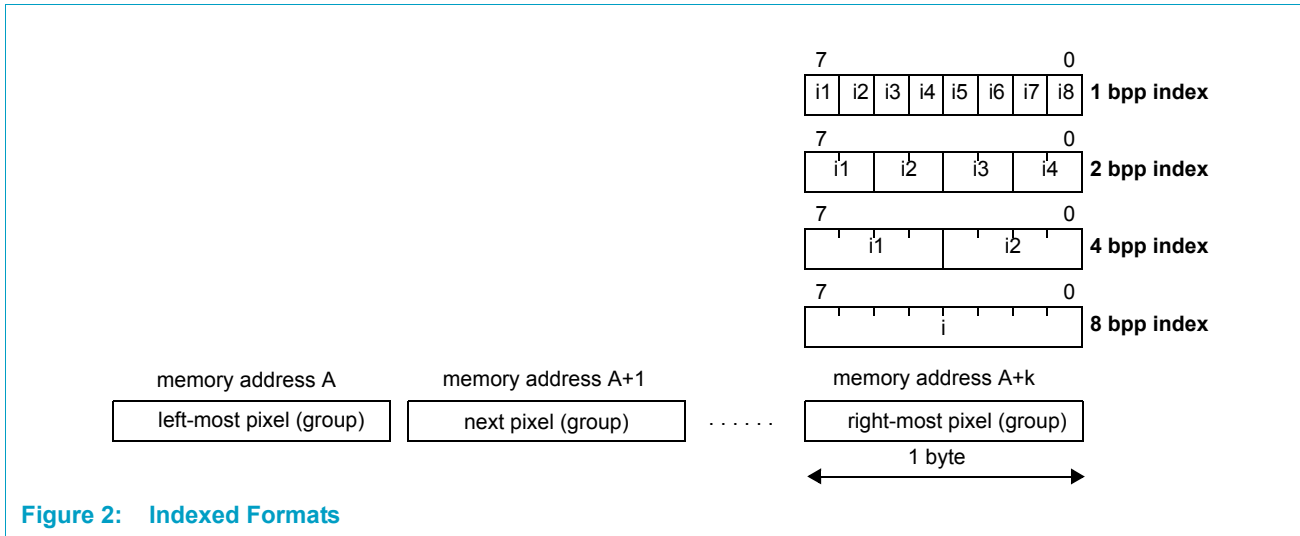 7 0
i1 i2 i3 i4 i5 i6 i7 i8 1 bpp index
7 0
i1 i2 i3 i4 2 bpp index
7 0
i1 i2 4 bpp index
7 0
i 8 bpp index
memory address A memory address A+1 memory address A+k
left-most pixel (group) next pixel (group) . . . . . . right-most pixel (group)
1 byte
Figure 2: Indexed Formats